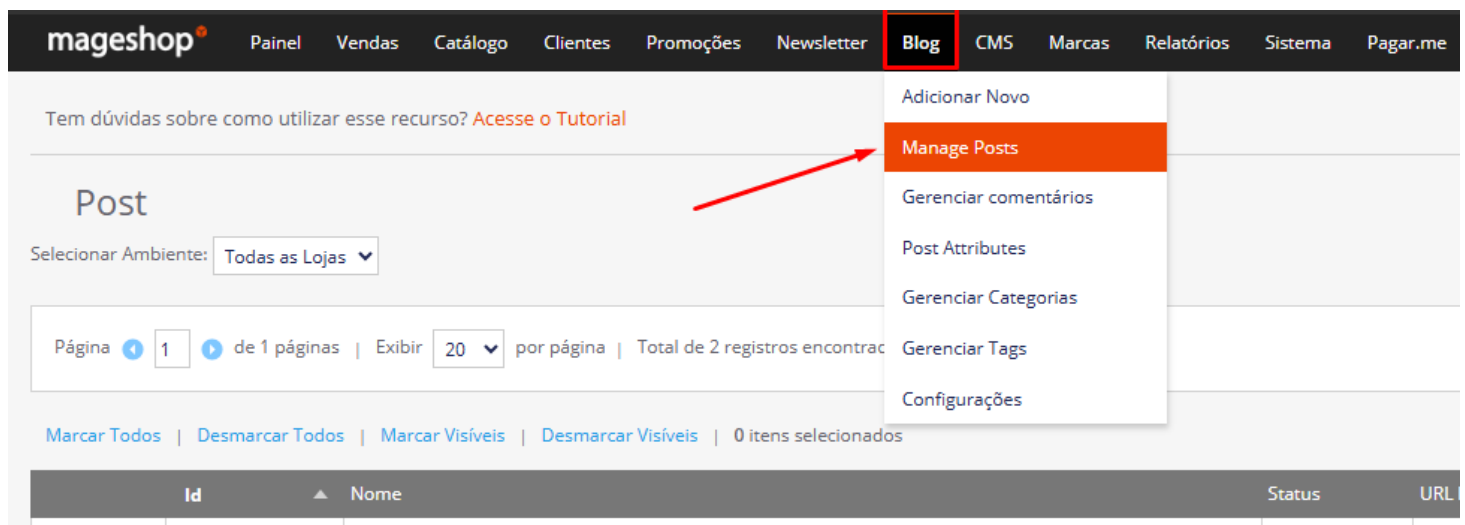 mageshop Painel Vendas Catálogo Clientes Promoções Newsletter Blog CMS Marcas Relatórios Sistema Pagar.me
Adicionar Novo
Manage Posts
Gerenciar comentários
Post Attributes
Gerenciar Categorias
Gerenciar Tags
Configurações
Tem dúvidas sobre como utilizar esse recurso? Acesse o Tutorial
Post
Selecionar Ambiente: Todas as Lojas
Página 1 de 1 páginas | Exibir 20 por página | Total de 2 registros
Marcar Todos | Desmarcar Todos | Marcar Visíveis | Desmarcar Visíveis | 0 itens selecionados
Id Nome Status URL